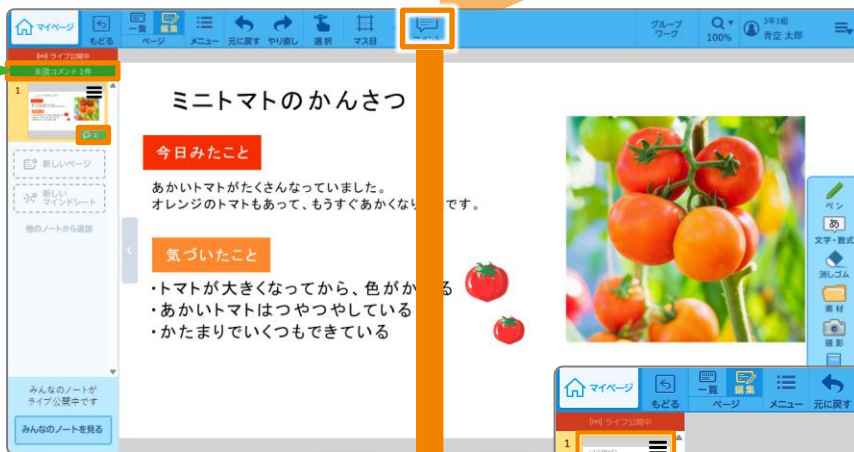 マイページ
もどる
一覧
編集
ページ
メニュー
元に戻す
やり直し
選択
マス目
グループ
ワーク
100%
3年1組
青空 太郎
ライブ公開中
未読コメント1件
1
1
新しいページ
新しい
マインドシート
他のノートから追加
みんなのノートが
ライブ公開中です
みんなのノートを見る
ミニトマトのかんさつ
今日みたこと
あかいトマトがたくさんなっていました。
オレンジのトマトもあって、もうすぐあかくな
です。
気づいたこと
・トマトが大きくなってから、色がか
る
・あかいトマトはつやつやしている
・かたまりでいくつもできている
ペン
あ
文字・数式
消しゴム
素材
撮影
マイページ
もどる
一覧
編集
ページ
メニュー
元に戻す
ライブ公開中
1